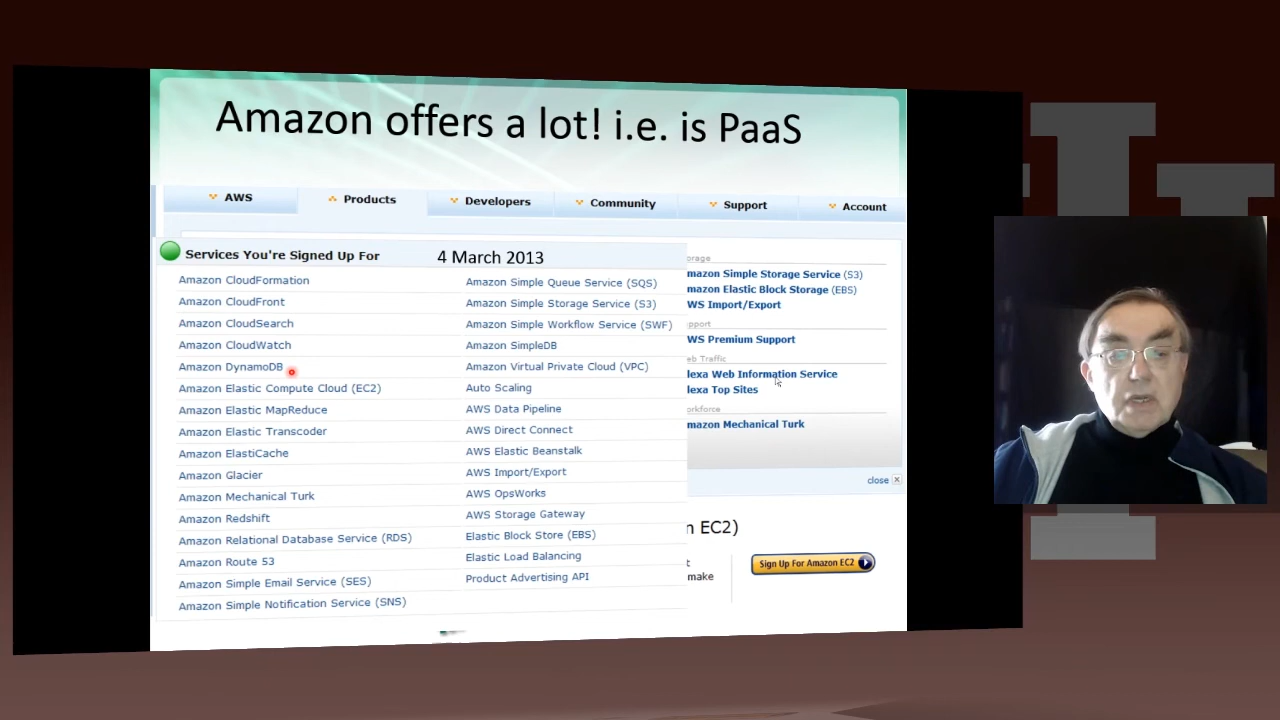 Amazon offers a lot! i.e. is PaaS
AWS
Products
Developers
Community
Support
Account
Services You're Signed Up For
4 March 2013
Amazon CloudFormation
Amazon CloudFront
Amazon CloudSearch
Amazon CloudWatch
Amazon DynamoDB
Amazon Elastic Compute Cloud (EC2)
Amazon Elastic MapReduce
Amazon Elastic Transcoder
Amazon ElastiCache
Amazon Glacier
Amazon Mechanical Turk
Amazon Redshift
Amazon Relational Database Service (RDS)
Amazon Route 53
Amazon Simple Email Service (SES)
Amazon Simple Notification Service (SNS)
Amazon Simple Queue Service (SQS)
Amazon Simple Storage Service (S3)
Amazon Simple Workflow Service (SWF)
Amazon SimpleDB
Amazon Virtual Private Cloud (VPC)
Auto Scaling
AWS Data Pipeline
AWS Direct Connect
AWS Elastic Beanstalk
AWS Import/Export
AWS OpsWorks
AWS Storage Gateway
Elastic Block Store (EBS)
Elastic Load Balancing
Product Advertising API
orage
mazon Simple Storage Service (S3)
mazon Elastic Block Storage (EBS)
WS Import/Export
pport
WS Premium Support
eb Traffic
lexa Web Information Service
lexa Top Sites
orkforce
mazon Mechanical Turk
close
n EC2)
t
make
Sign Up For Amazon EC2